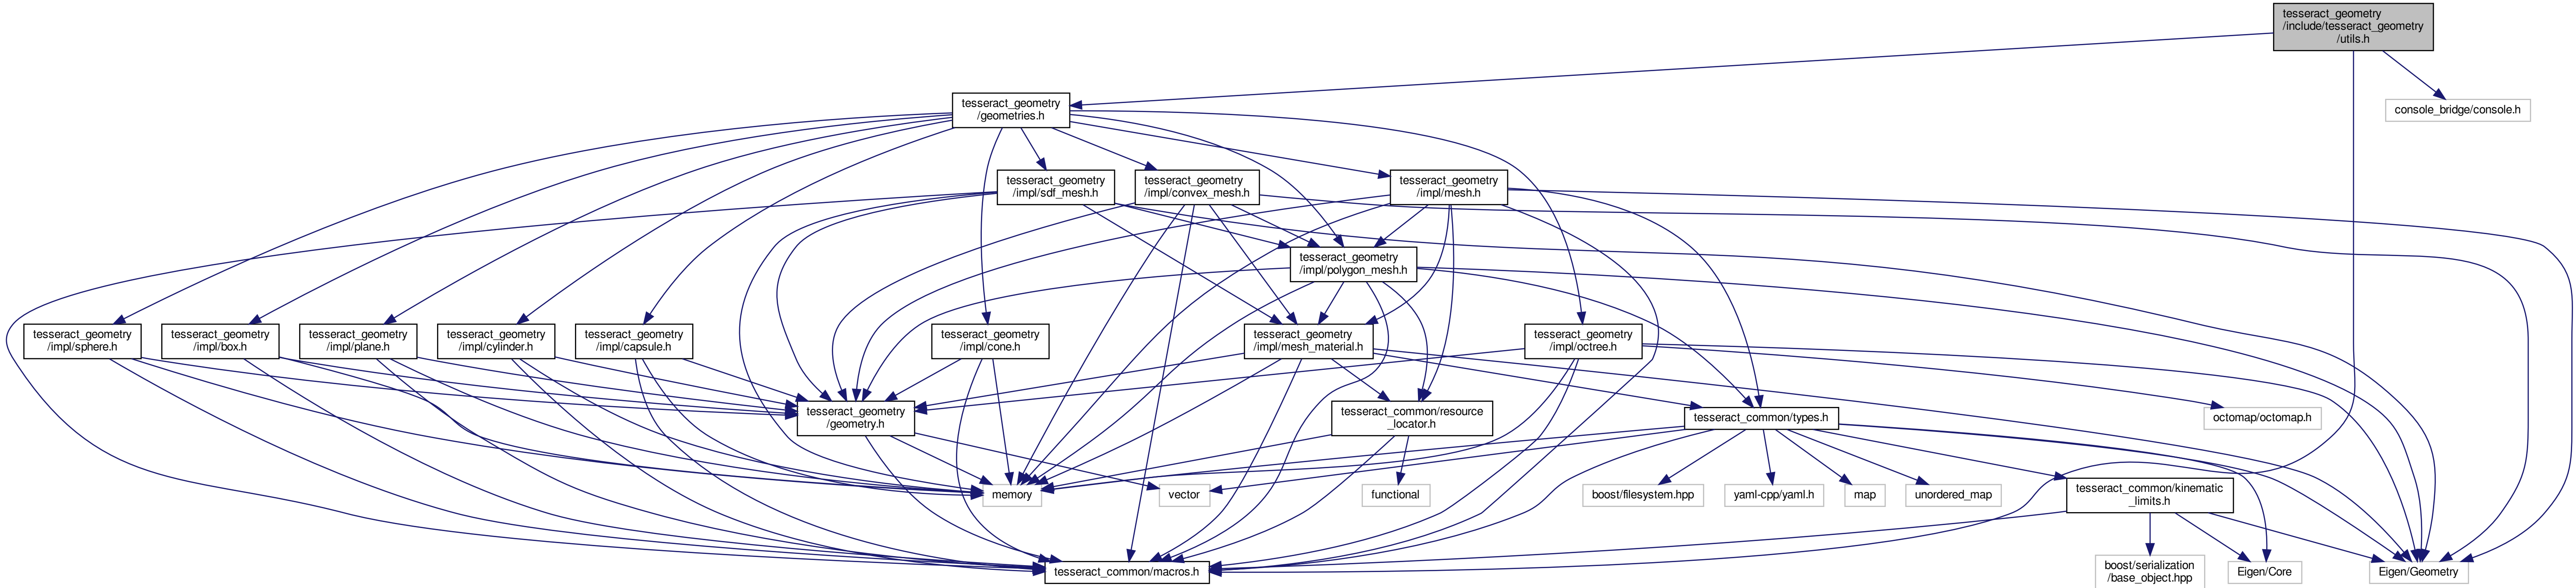 tesseract_geometry
/include/tesseract_geometry
/utils.h
tesseract_geometry
/geometries.h
console_bridge/console.h
tesseract_geometry
/impl/sdf_mesh.h
tesseract_geometry
/impl/convex_mesh.h
tesseract_geometry
/impl/mesh.h
tesseract_geometry
/impl/polygon_mesh.h
tesseract_geometry
/impl/sphere.h
tesseract_geometry
/impl/box.h
tesseract_geometry
/impl/plane.h
tesseract_geometry
/impl/cylinder.h
tesseract_geometry
/impl/capsule.h
tesseract_geometry
/impl/cone.h
tesseract_geometry
/impl/mesh_material.h
tesseract_geometry
/impl/octree.h
tesseract_geometry
/geometry.h
tesseract_common/resource
_locator.h
tesseract_common/types.h
octomap/octomap.h
memory
vector
functional
boost/filesystem.hpp
yaml-cpp/yaml.h
map
unordered_map
tesseract_common/kinematic
_limits.h
tesseract_common/macros.h
boost/serialization
/base_object.hpp
Eigen/Core
Eigen/Geometry